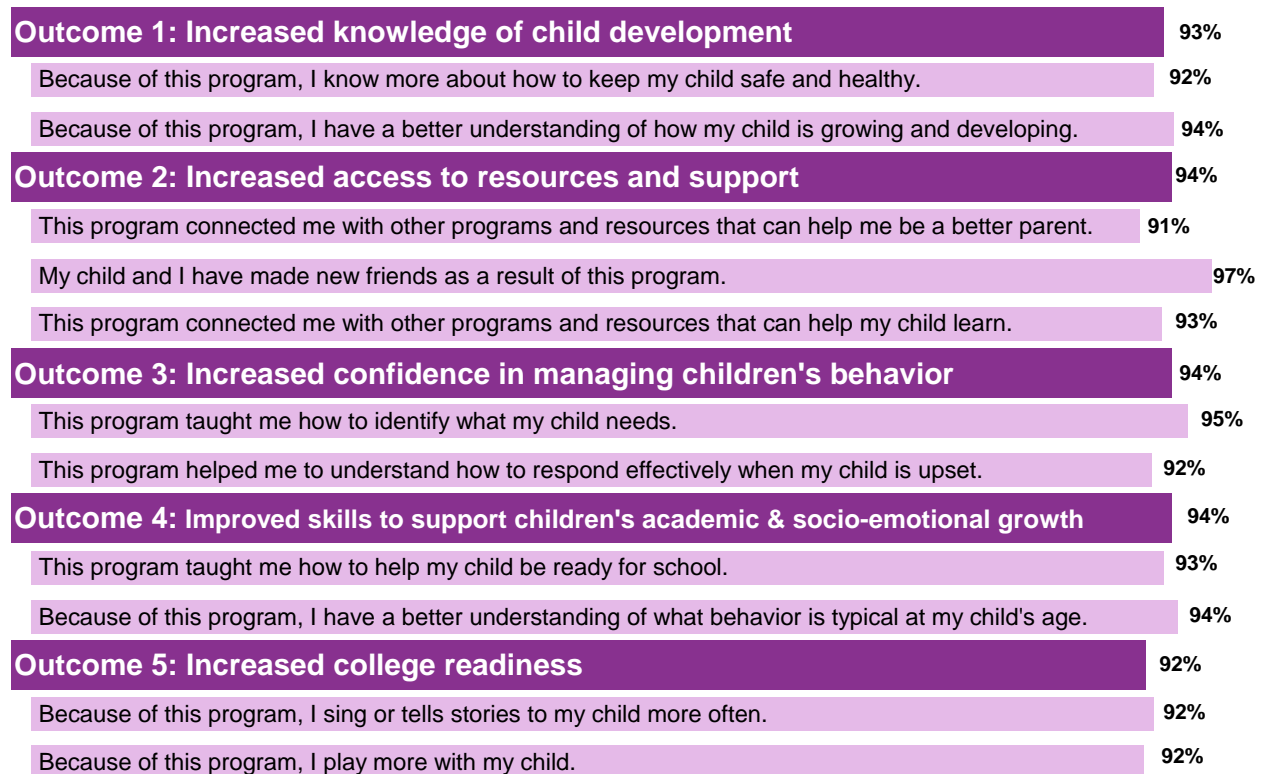 Outcome 1: Increased knowledge of child development 93%
Because of this program, I know more about how to keep my child safe and healthy. 92%
Because of this program, I have a better understanding of how my child is growing and developing. 94%
Outcome 2: Increased access to resources and support 94%
This program connected me with other programs and resources that can help me be a better parent. 91%
My child and I have made new friends as a result of this program. 97%
This program connected me with other programs and resources that can help my child learn. 93%
Outcome 3: Increased confidence in managing children's behavior 94%
This program taught me how to identify what my child needs. 95%
This program helped me to understand how to respond effectively when my child is upset. 92%
Outcome 4: Improved skills to support children's academic & socio-emotional growth 94%
This program taught me how to help my child be ready for school. 93%
Because of this program, I have a better understanding of what behavior is typical at my child's age. 94%
Outcome 5: Increased college readiness 92%
Because of this program, I sing or tells stories to my child more often. 92%
Because of this program, I play more with my child. 92%